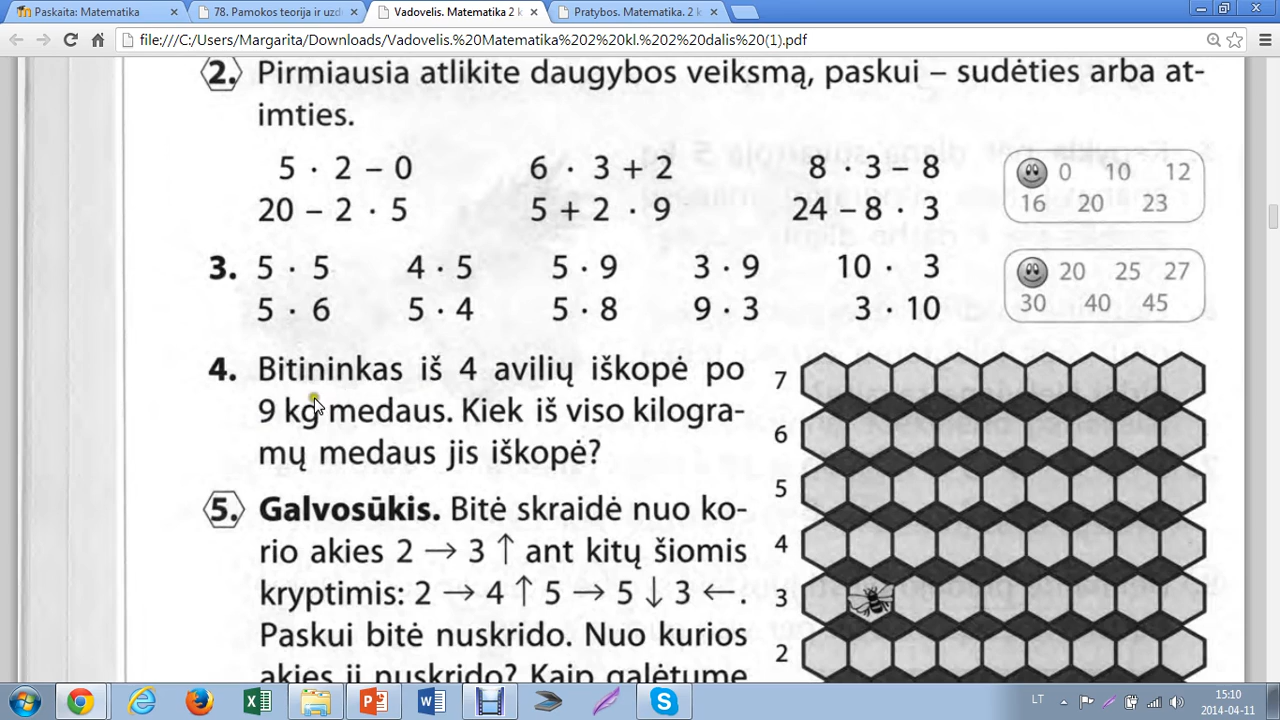 Paskaita: Matematika
78. Pamokos teorija ir uzdu
Vadovelis. Matematika 2 k
Pratybos. Matematika. 2 k
file:///C:/Users/Margarita/Downloads/Vadovelis.%20Matematika%202%20kl.%202%20dalis%20(1).pdf
2. Pirmiausia atlikite daugybos veiksmą, paskui – sudėties arba at-
imties.
5 · 2 – 0 6 · 3 + 2 8 · 3 – 8
20 – 2 · 5 5 + 2 · 9 24 – 8 · 3
0 10 12
16 20 23
3. 5 · 5 4 · 5 5 · 9 3 · 9 10 · 3
5 · 6 5 · 4 5 · 8 9 · 3 3 · 10
20 25 27
30 40 45
4. Bitininkas iš 4 avilių iškopė po
9 kg medaus. Kiek iš viso kilogra-
mų medaus jis iškopė?
5. Galvosūkis. Bitė skraidė nuo ko-
rio akies 2 → 3 ↑ ant kitų šiomis
kryptimis: 2 → 4 ↑ 5 → 5 ↓ 3 ←.
Paskui bitė nuskrido. Nuo kurios
akies ji nuskrido? Kaip galėtume
7
6
5
4
3
2
LT
15:10
2014-04-11